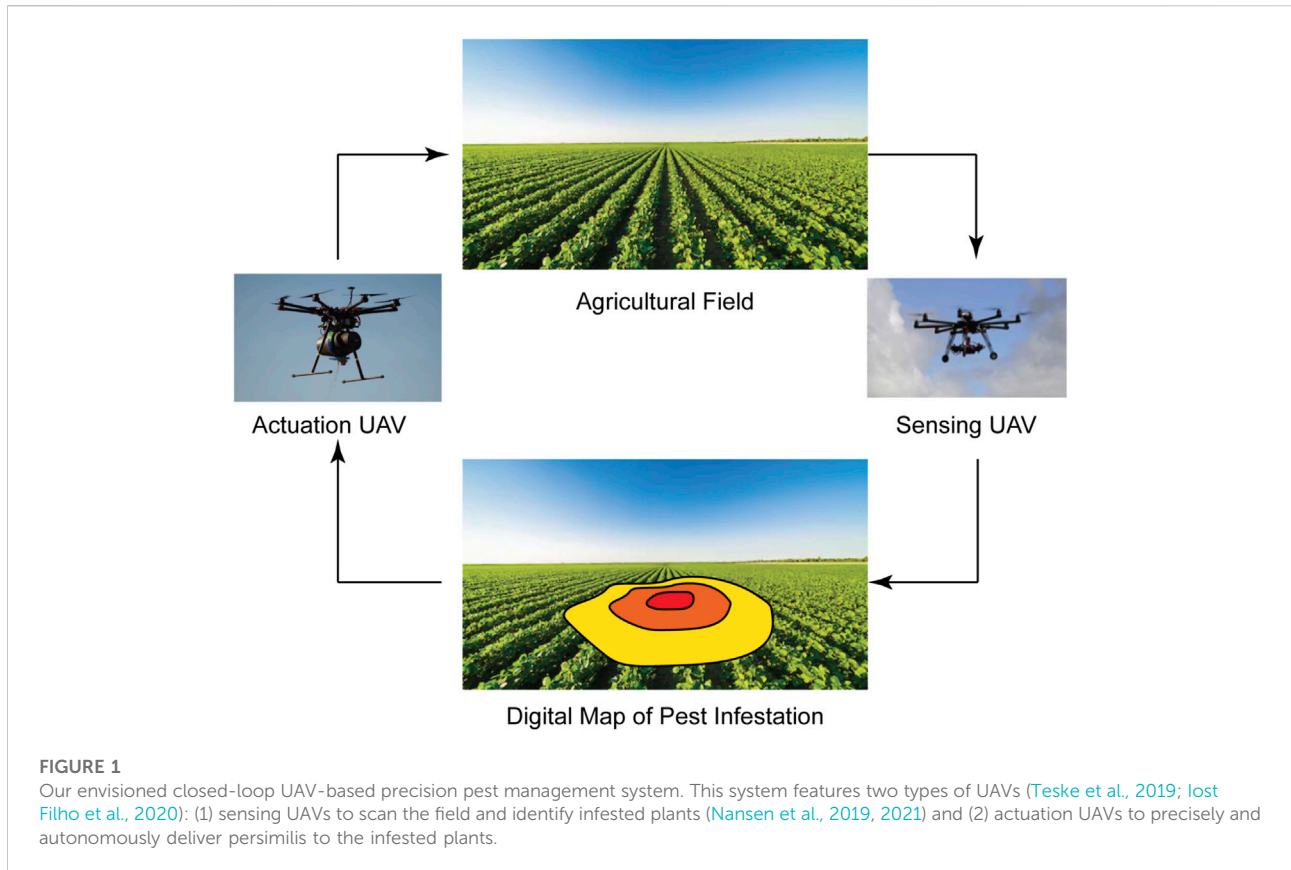 Agricultural Field
Actuation UAV
Sensing UAV
Digital Map of Pest Infestation
FIGURE 1
Our envisioned closed-loop UAV-based precision pest management system. This system features two types of UAVs (Teske et al., 2019; Iost
Filho et al., 2020): (1) sensing UAVs to scan the field and identify infested plants (Nansen et al., 2019, 2021) and (2) actuation UAVs to precisely and
autonomously deliver persimilis to the infested plants.